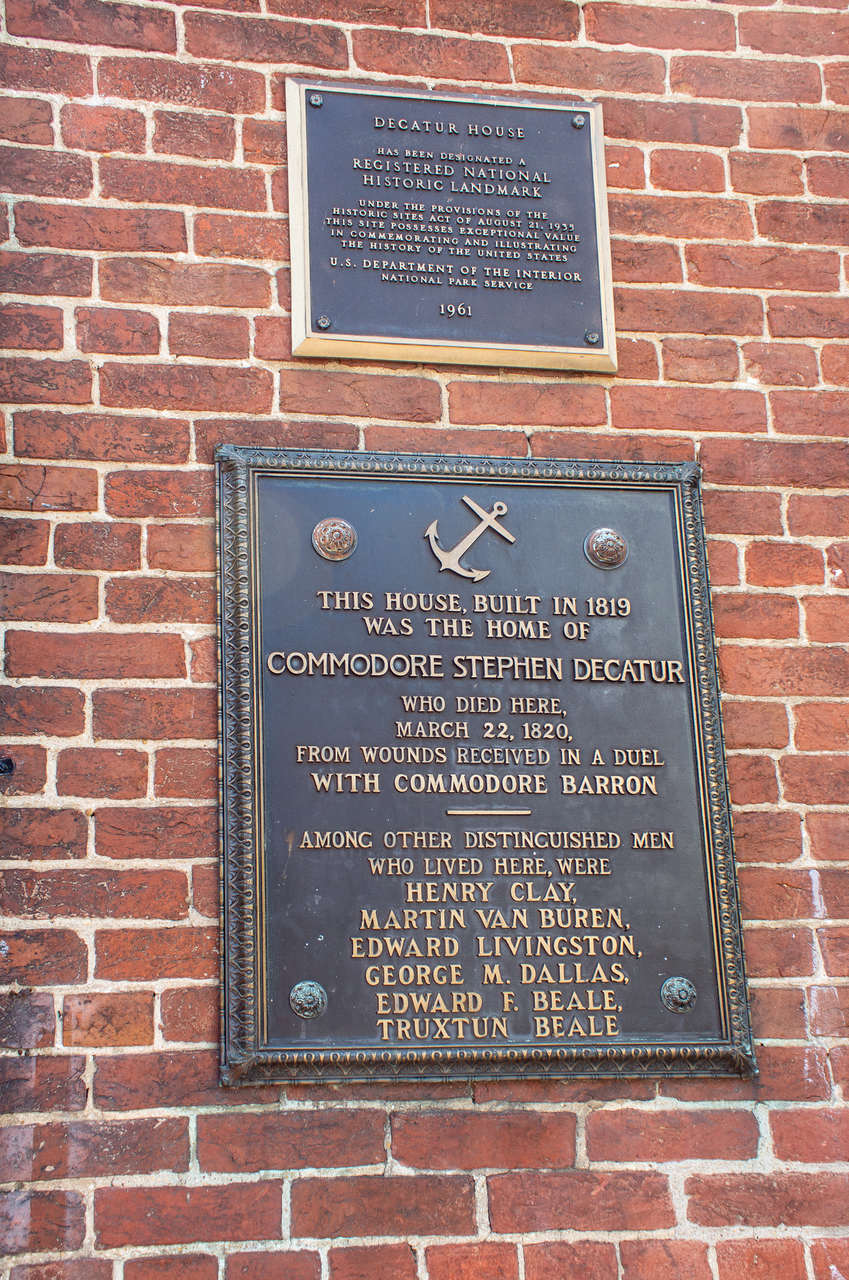 DECATUR HOUSE
HAS BEEN DESIGNATED A
REGISTERED NATIONAL
HISTORIC LANDMARK
UNDER THE PROVISIONS OF THE
HISTORIC SITES ACT OF AUGUST 21, 1935
THIS SITE POSSESSES EXCEPTIONAL VALUE
IN COMMEMORATING AND ILLUSTRATING
THE HISTORY OF THE UNITED STATES
U.S. DEPARTMENT OF THE INTERIOR
NATIONAL PARK SERVICE
1961
THIS HOUSE, BUILT IN 1819
WAS THE HOME OF
COMMODORE STEPHEN DECATUR
WHO DIED HERE,
MARCH 22, 1820,
FROM WOUNDS RECEIVED IN A DUEL
WITH COMMODORE BARRON
AMONG OTHER DISTINGUISHED MEN
WHO LIVED HERE, WERE
HENRY CLAY,
MARTIN VAN BUREN,
EDWARD LIVINGSTON,
GEORGE M. DALLAS,
EDWARD F. BEALE,
TRUXTUN BEALE